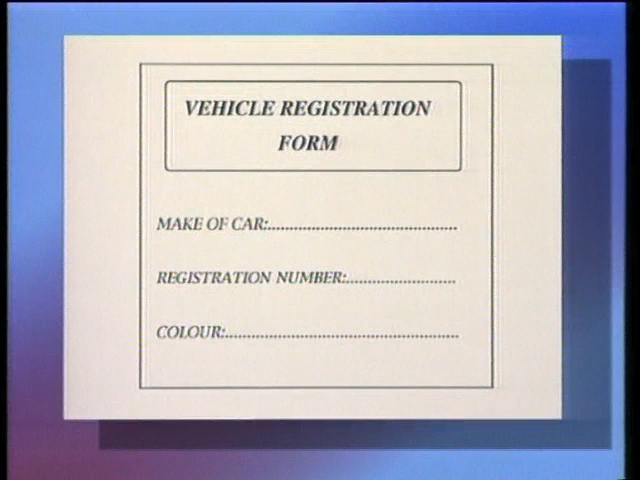 VEHICLE REGISTRATION
FORM
MAKE OF CAR:...............................................
REGISTRATION NUMBER:...........................
COLOUR:.....................................................